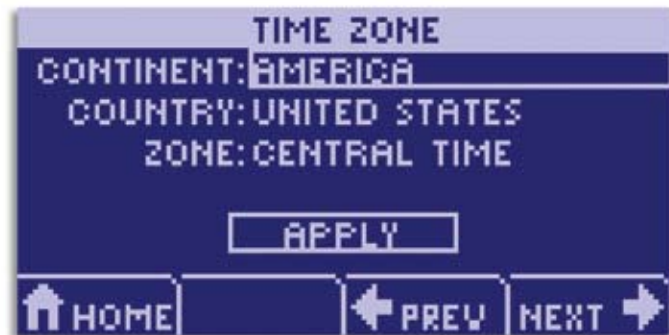 TIME ZONE
CONTINENT: AMERICA
COUNTRY: UNITED STATES
ZONE: CENTRAL TIME
APPLY
HOME PREV NEXT